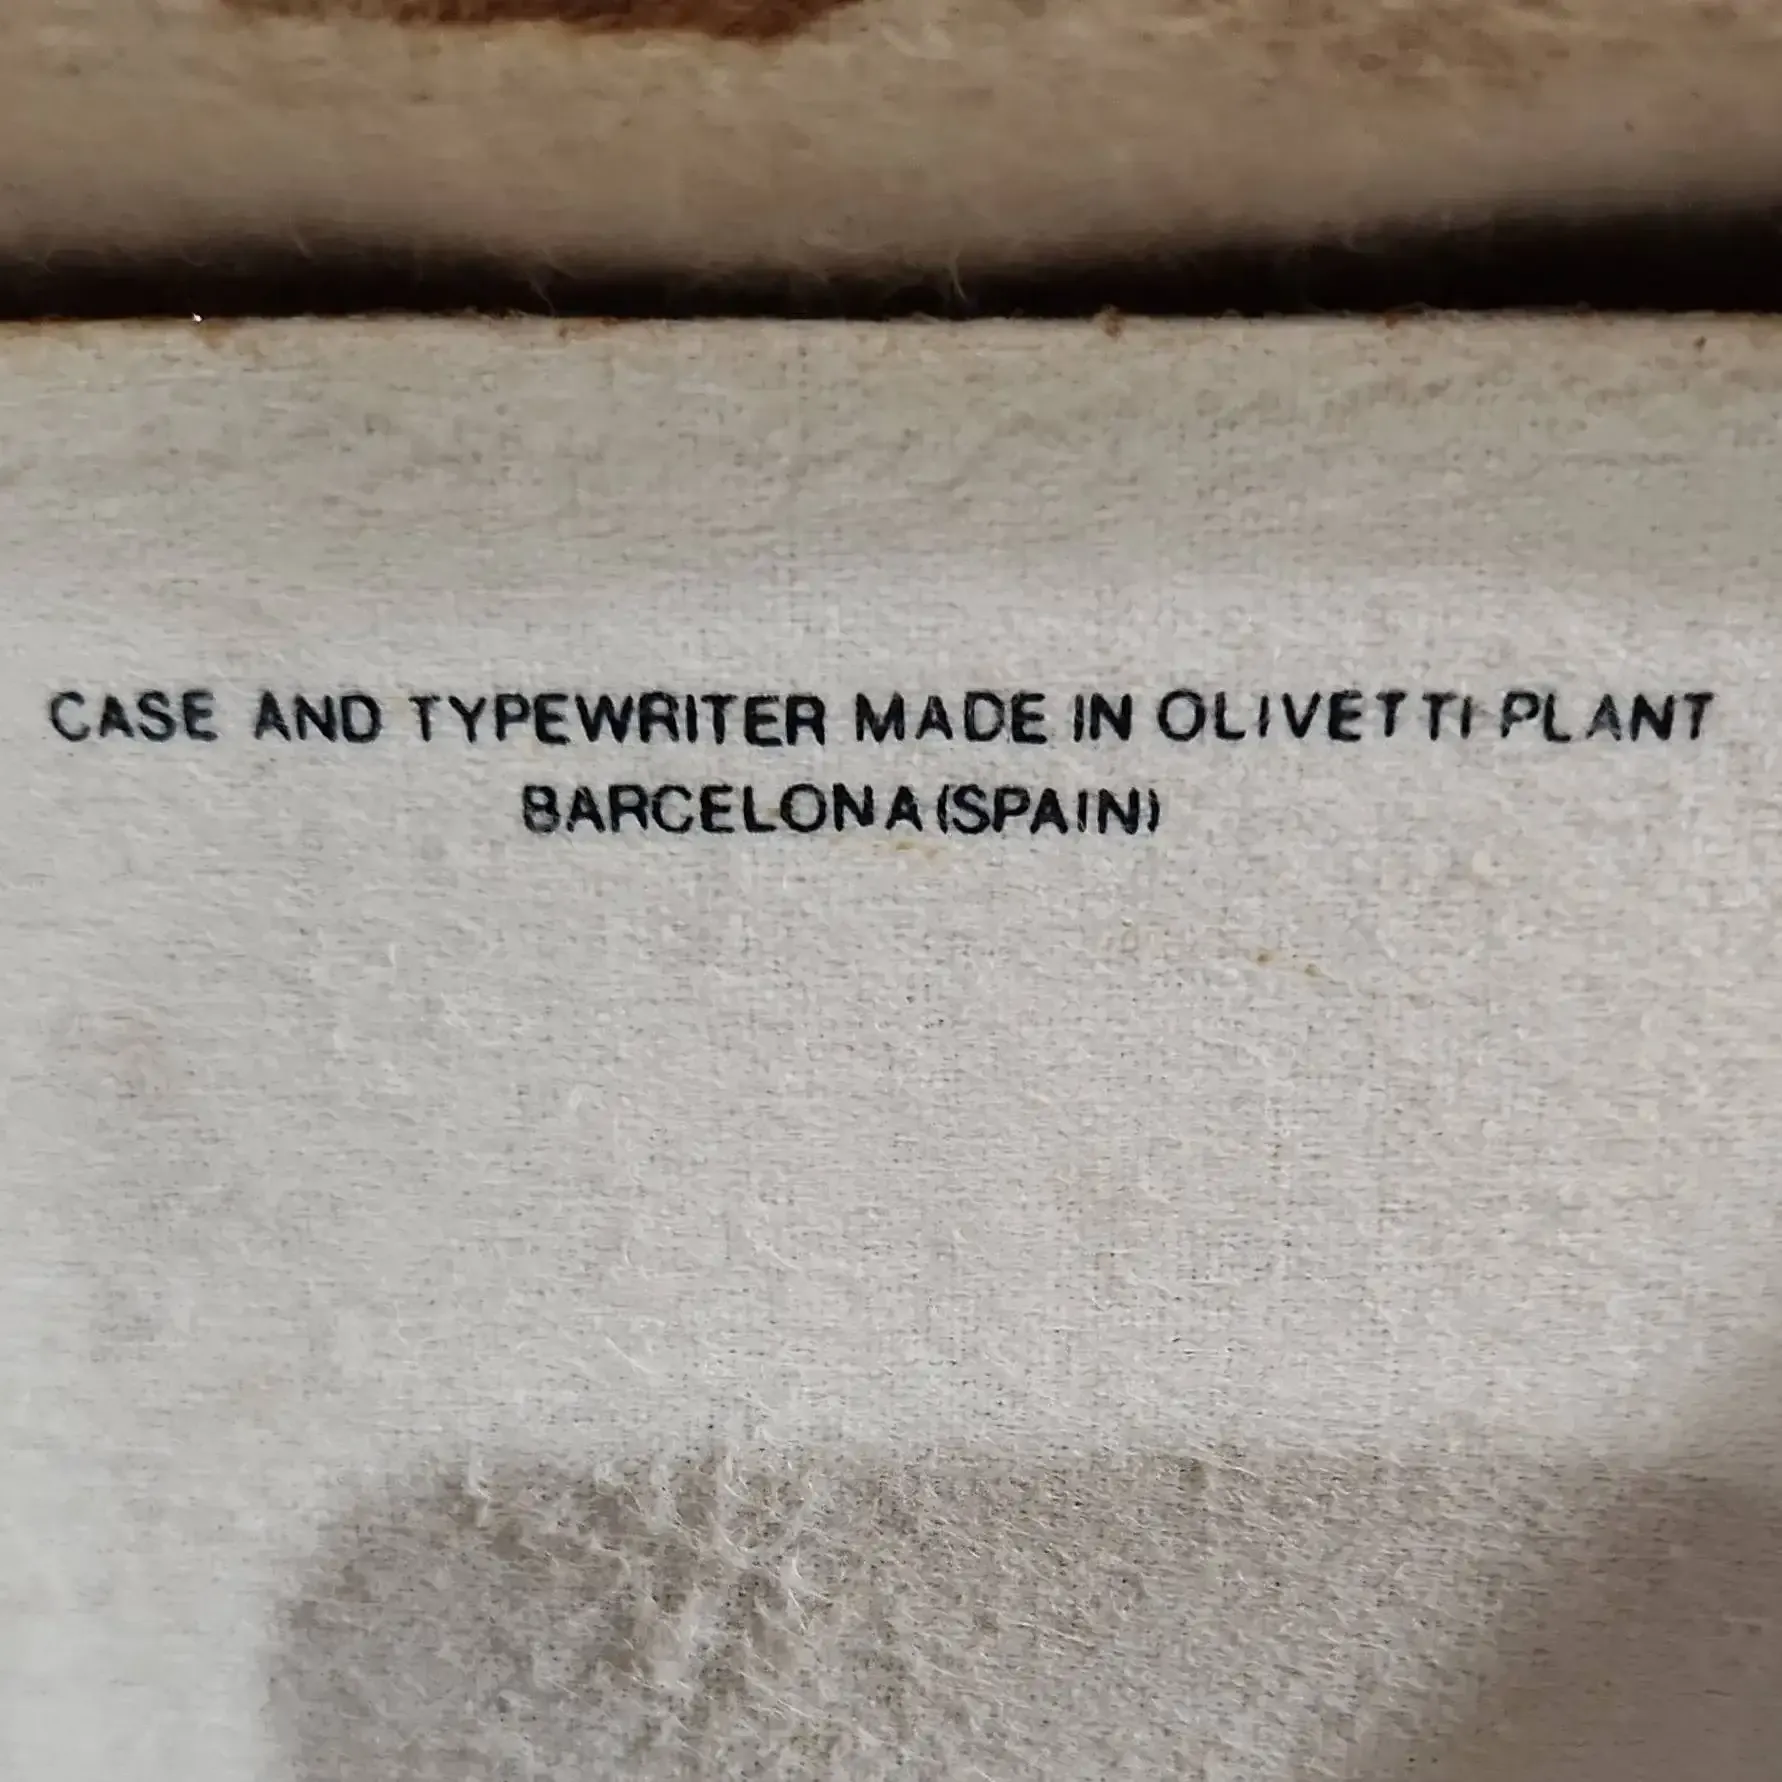 CASE AND TYPEWRITER MADE IN OLIVETTI PLANT
BARCELONA (SPAIN)